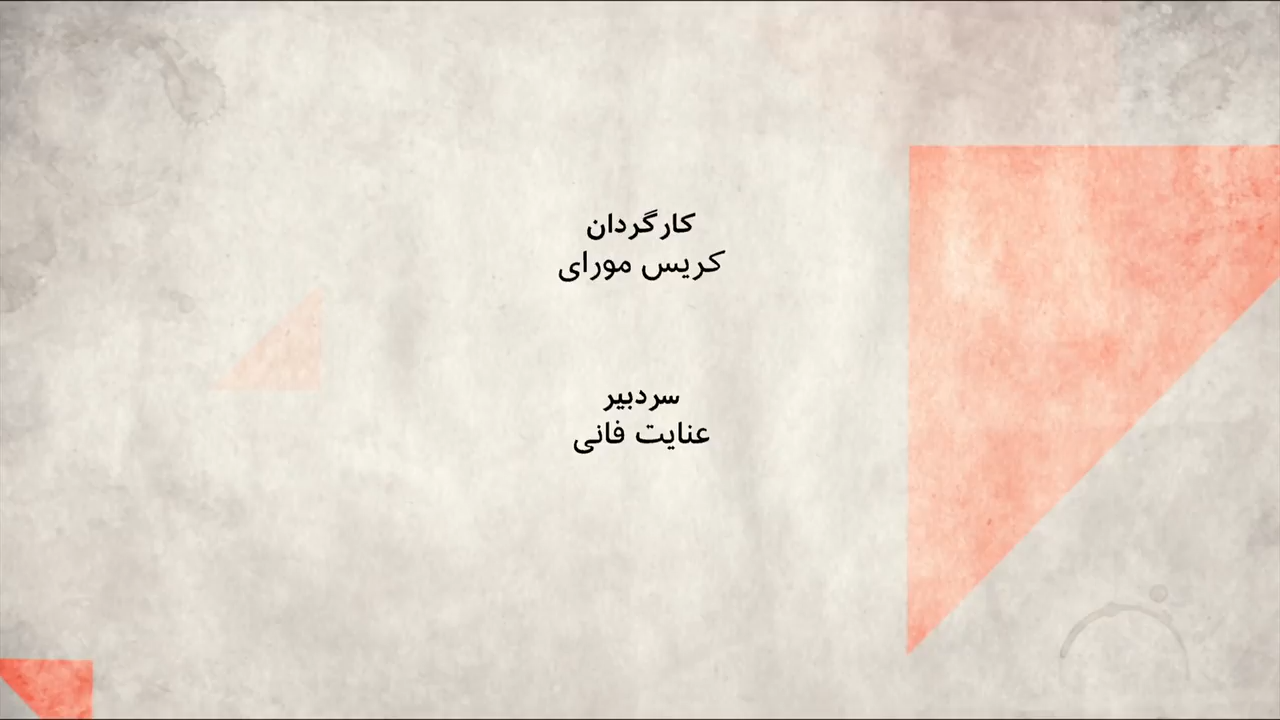 کارگردان
کریس مورای
سردبیر
عنایت فانی